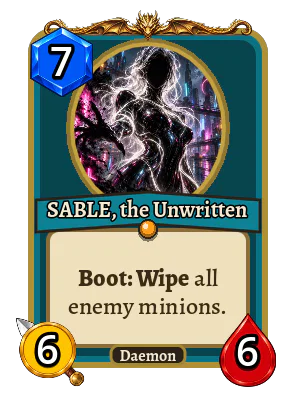 7
SABLE, the Unwritten
Boot: Wipe all
enemy minions.
6
Daemon
6